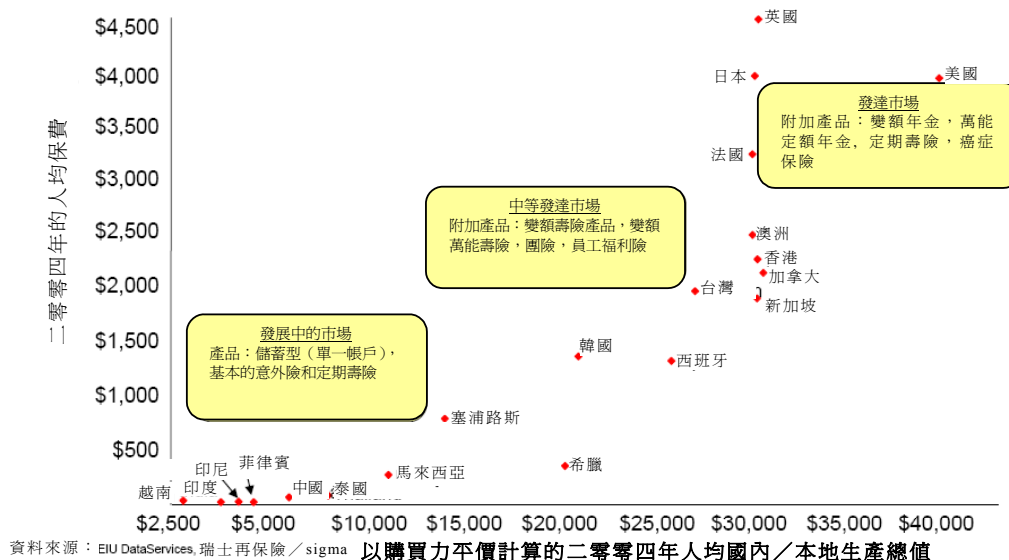 $4,500
英國
$4,000
日本
美國
發達市場
附加產品：變額年金，萬能
定額年金, 定期壽險，癌症
保險
$3,500
法國
$3,000
中等發達市場
附加產品：變額壽險產品，變額
萬能壽險，團險，員工福利險
二零零四年的人均保費
$2,500
澳洲
香港
加拿大
$2,000
台灣
新加坡
發展中的市場
產品：儲蓄型（單一帳戶），
基本的意外險和定期壽險
$1,500
韓國
西班牙
$1,000
塞浦路斯
$500
希臘
馬來西亞
菲律賓
印尼
越南
印度
中國
泰國
$2,500
$5,000
$10,000
$15,000
$20,000
$25,000
$30,000
$35,000
$40,000
資料來源：EIU DataServices, 瑞士再保險／sigma
以購買力平價計算的二零零四年人均國內／本地生產總值